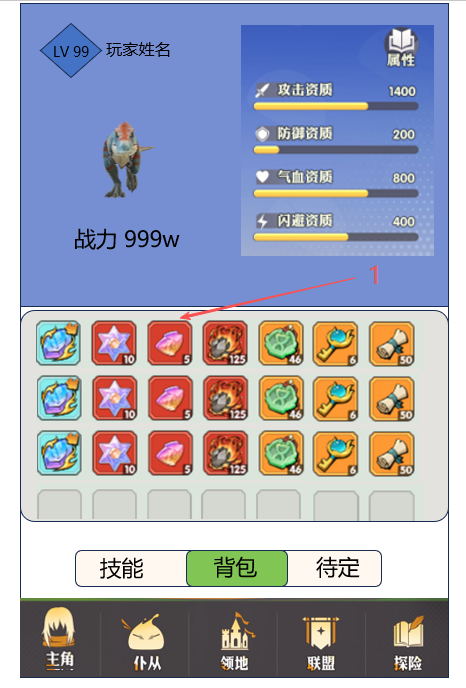 LV 99 玩家姓名
属性
攻击资质 1400
防御资质 200
气血资质 800
闪避资质 400
战力 999w
1
10 5 125 46 6 50
10 5 125 46 6 50
10 5 125 46 6 50
技能 背包 待定
主角 仆从 领地 联盟 探险